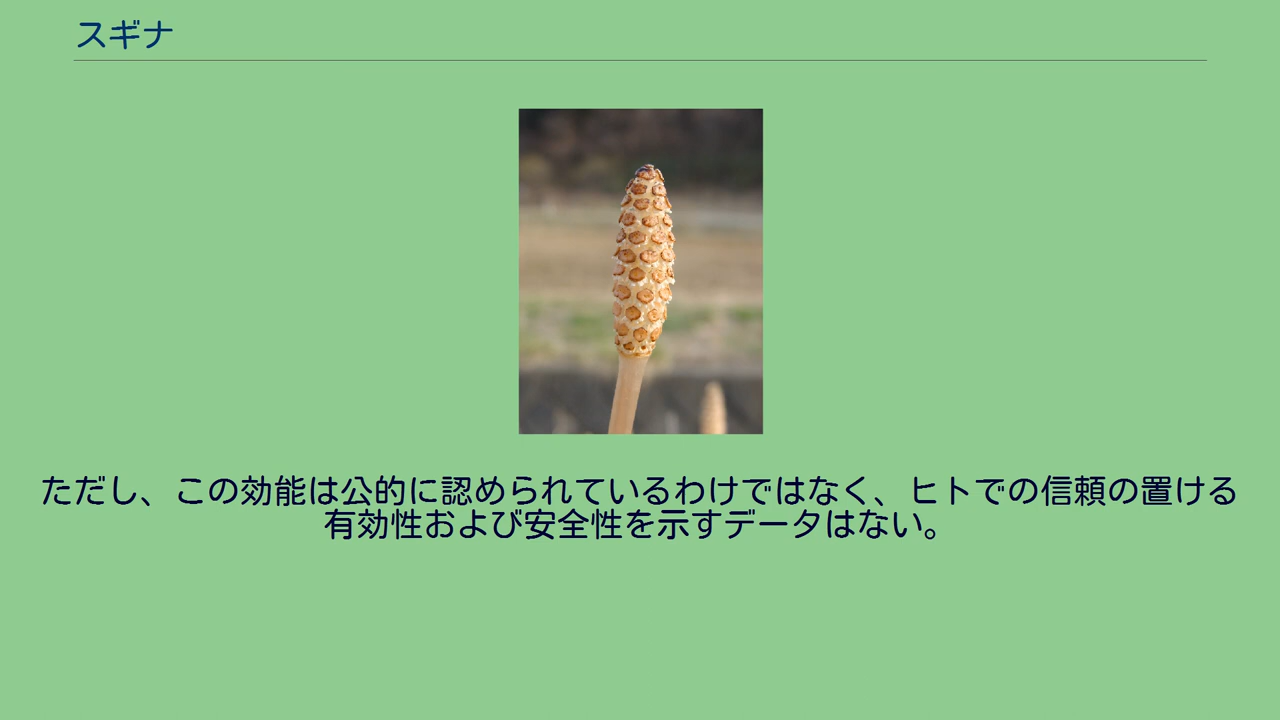 スギナ
ただし、この効能は公的に認められているわけではなく、ヒトでの信頼の置ける
有効性および安全性を示すデータはない。